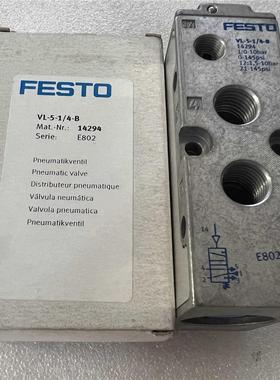 FESTO
VL-5-1/4-B
Mat.-Nr.: 14294
Serie: E802
Pneumatikventil
Pneumatic valve
Distributeur pneumatique
Válvula neumática
Valvola pneumatica
Pneumatikventil
FESTO
VL-5-1/4-B
14294
1:0-10bar
0-145psi
12:1,5-10bar
21-145psi
14
E802